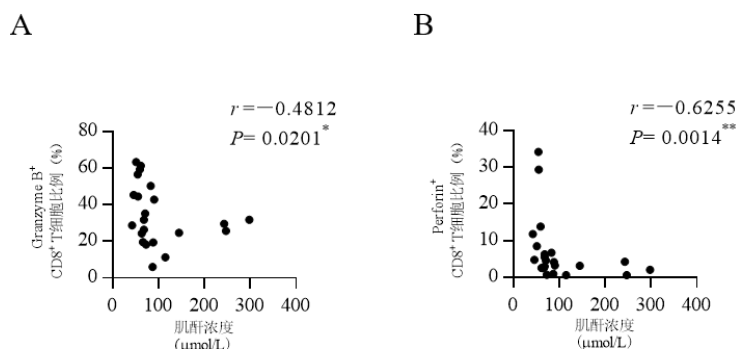 A
r=－0.4812
P= 0.0201*
Granzyme B⁺
CD8⁺T细胞比例 (%)
80
60
40
20
0
0 100 200 300 400
肌酐浓度
(μmol/L)
B
r=－0.6255
P= 0.0014**
Perforin⁺
CD8⁺T细胞比例 (%)
40
30
20
10
0
0 100 200 300 400
肌酐浓度
(μmol/L)